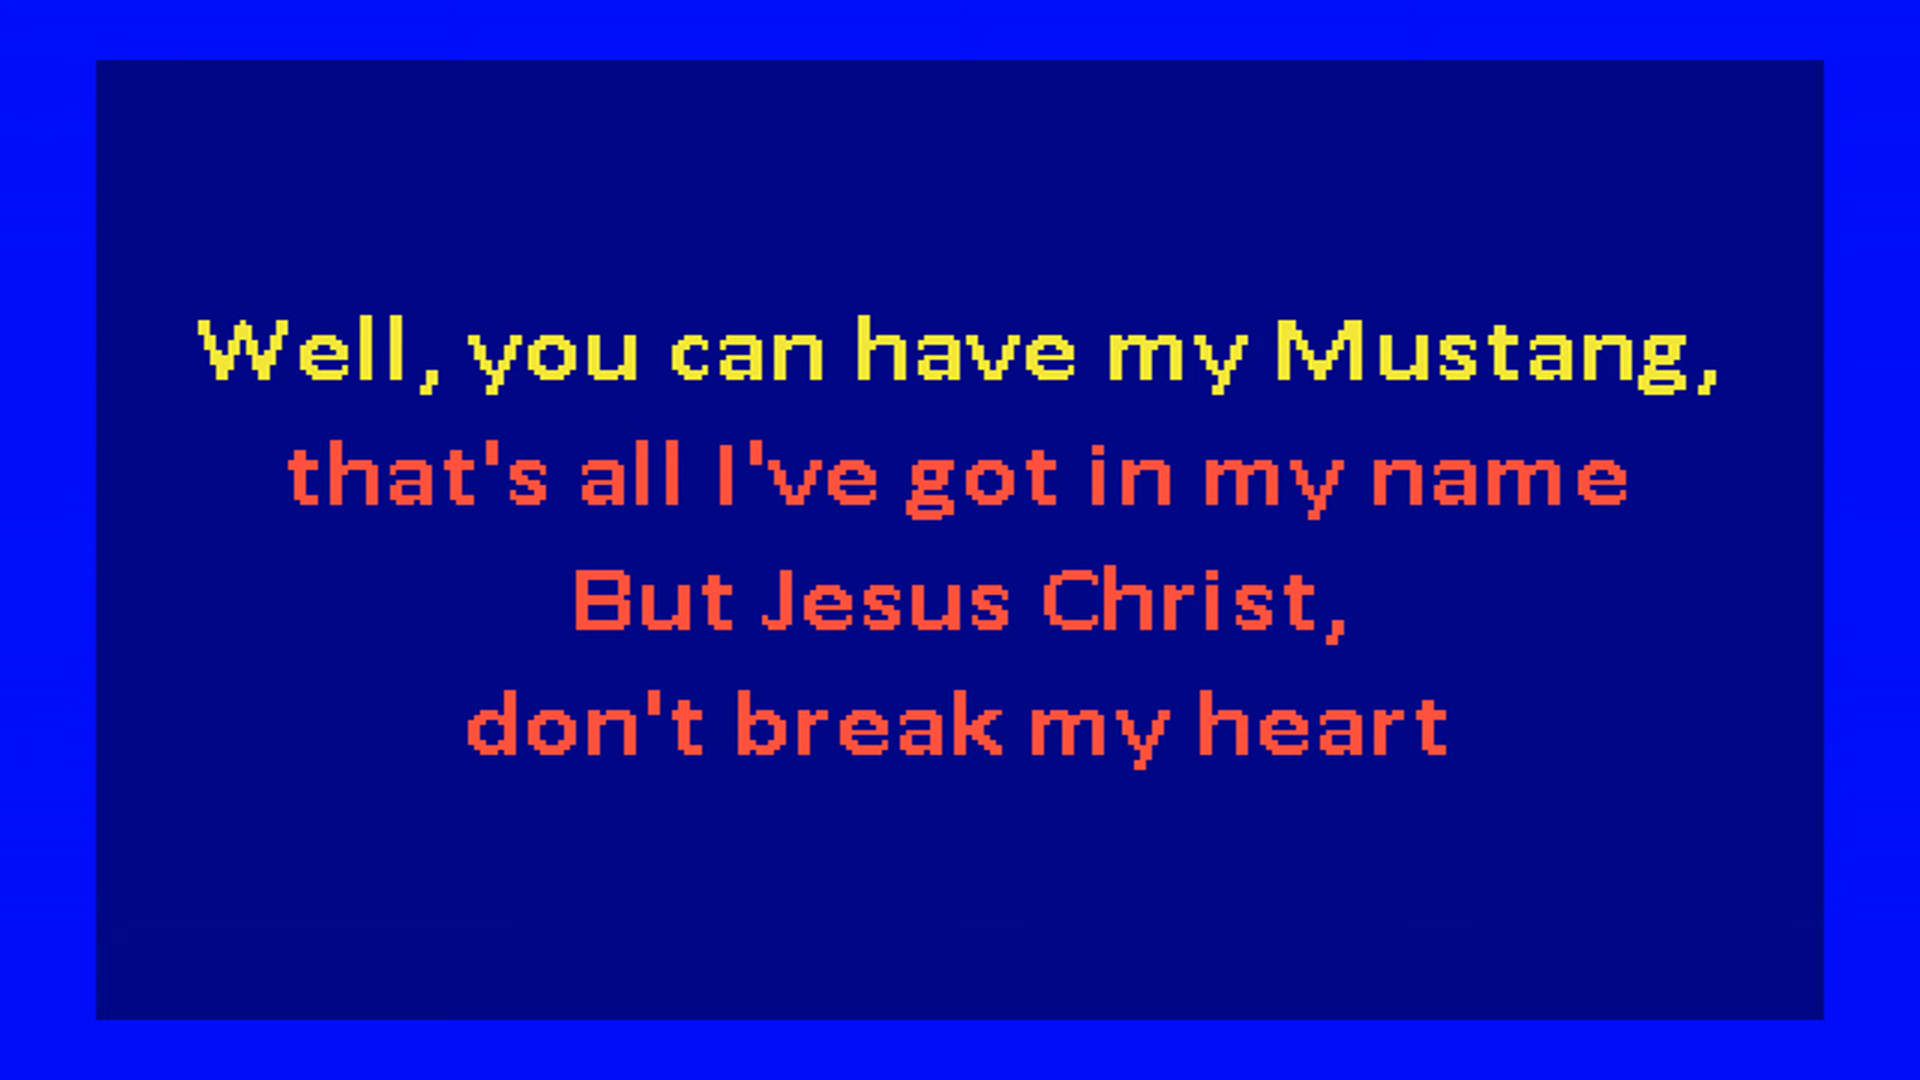 Well, you can have my Mustang,
that's all I've got in my name
But Jesus Christ,
don't break my heart